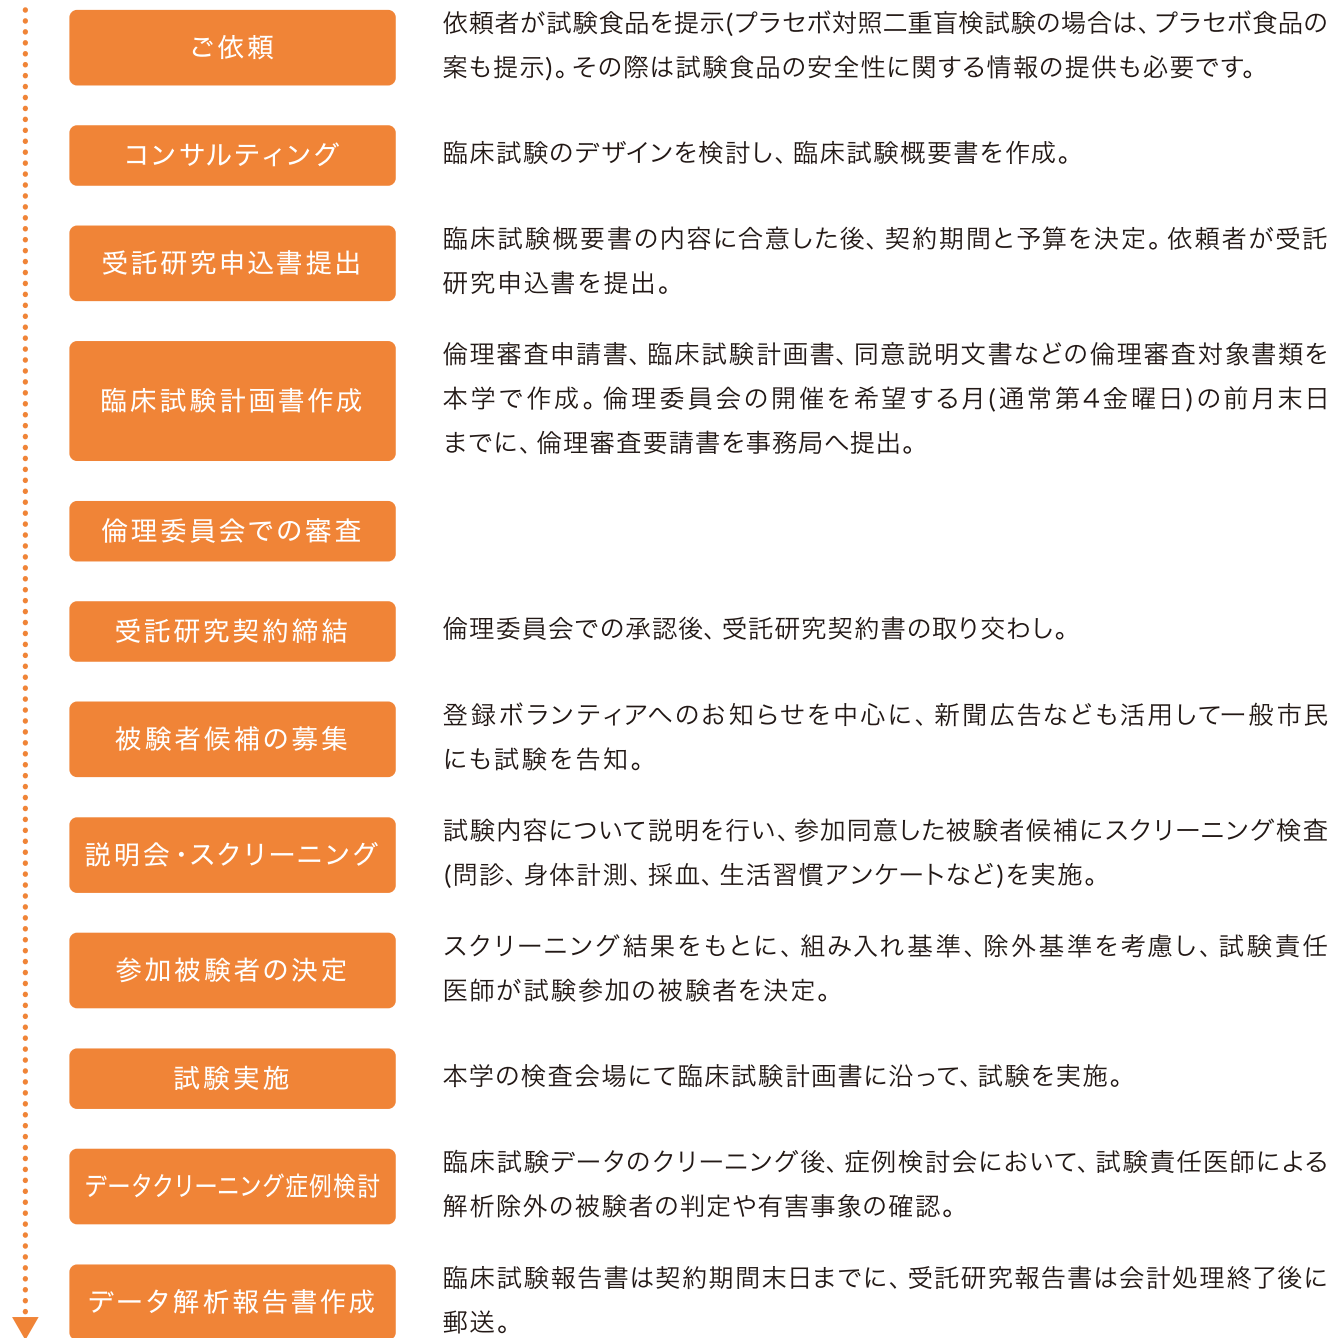 ご依頼
依頼者が試験食品を提示(プラセボ対照二重盲検試験の場合は、プラセボ食品の
案も提示)。その際は試験食品の安全性に関する情報の提供も必要です。
コンサルティング
臨床試験のデザインを検討し、臨床試験概要書を作成。
受託研究申込書提出
臨床試験概要書の内容に合意した後、契約期間と予算を決定。依頼者が受託
研究申込書を提出。
臨床試験計画書作成
倫理審査申請書、臨床試験計画書、同意説明文書などの倫理審査対象書類を
本学で作成。倫理委員会の開催を希望する月(通常第4金曜日)の前月末日
までに、倫理審査要請書を事務局へ提出。
倫理委員会での審査
受託研究契約締結
倫理委員会での承認後、受託研究契約書の取り交わし。
被験者候補の募集
登録ボランティアへのお知らせを中心に、新聞広告なども活用して一般市民
にも試験を告知。
説明会・スクリーニング
試験内容について説明を行い、参加同意した被験者候補にスクリーニング検査
(問診、身体計測、採血、生活習慣アンケートなど)を実施。
参加被験者の決定
スクリーニング結果をもとに、組み入れ基準、除外基準を考慮し、試験責任
医師が試験参加の被験者を決定。
試験実施
本学の検査会場にて臨床試験計画書に沿って、試験を実施。
データクリーニング症例検討
臨床試験データのクリーニング後、症例検討会において、試験責任医師による
解析除外の被験者の判定や有害事象の確認。
データ解析報告書作成
臨床試験報告書は契約期間末日までに、受託研究報告書は会計処理終了後に
郵送。